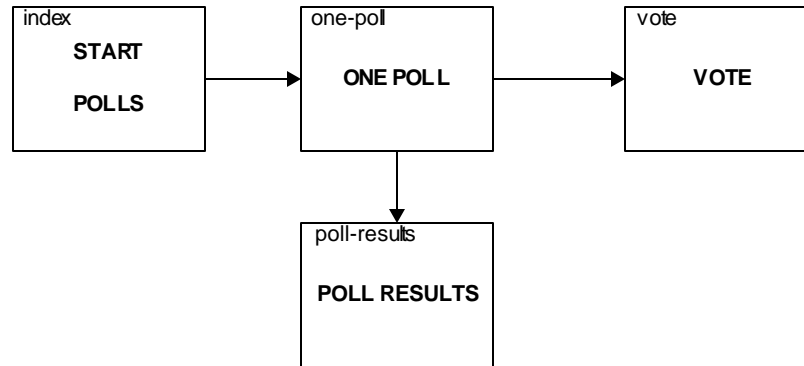 index
START
POLLS
one-poll
ONE POLL
vote
VOTE
poll-results
POLL RESULTS